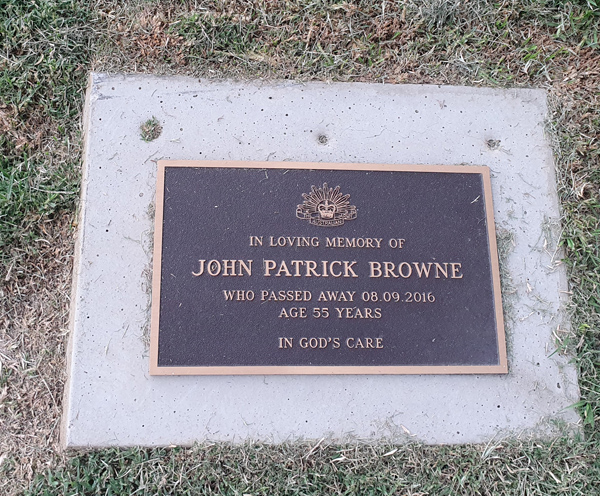 AUSTRALIAN
IN LOVING MEMORY OF
JOHN PATRICK BROWNE
WHO PASSED AWAY 08.09.2016
AGE 55 YEARS
IN GOD'S CARE